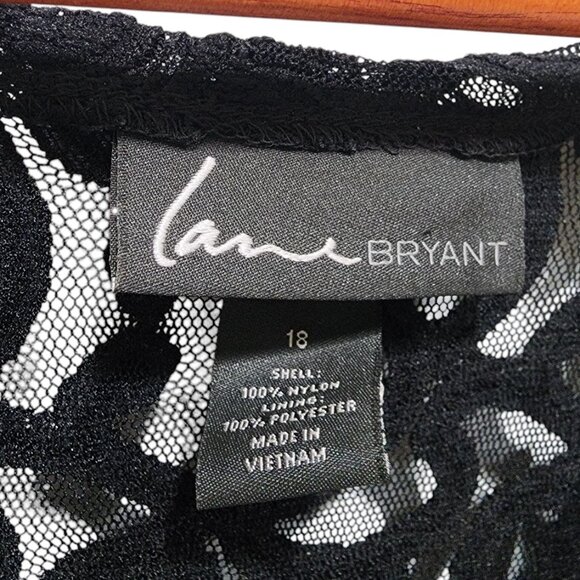 Lane BRYANT
18
SHELL:
100% NYLON
LINING:
100% POLYESTER
MADE IN
VIETNAM